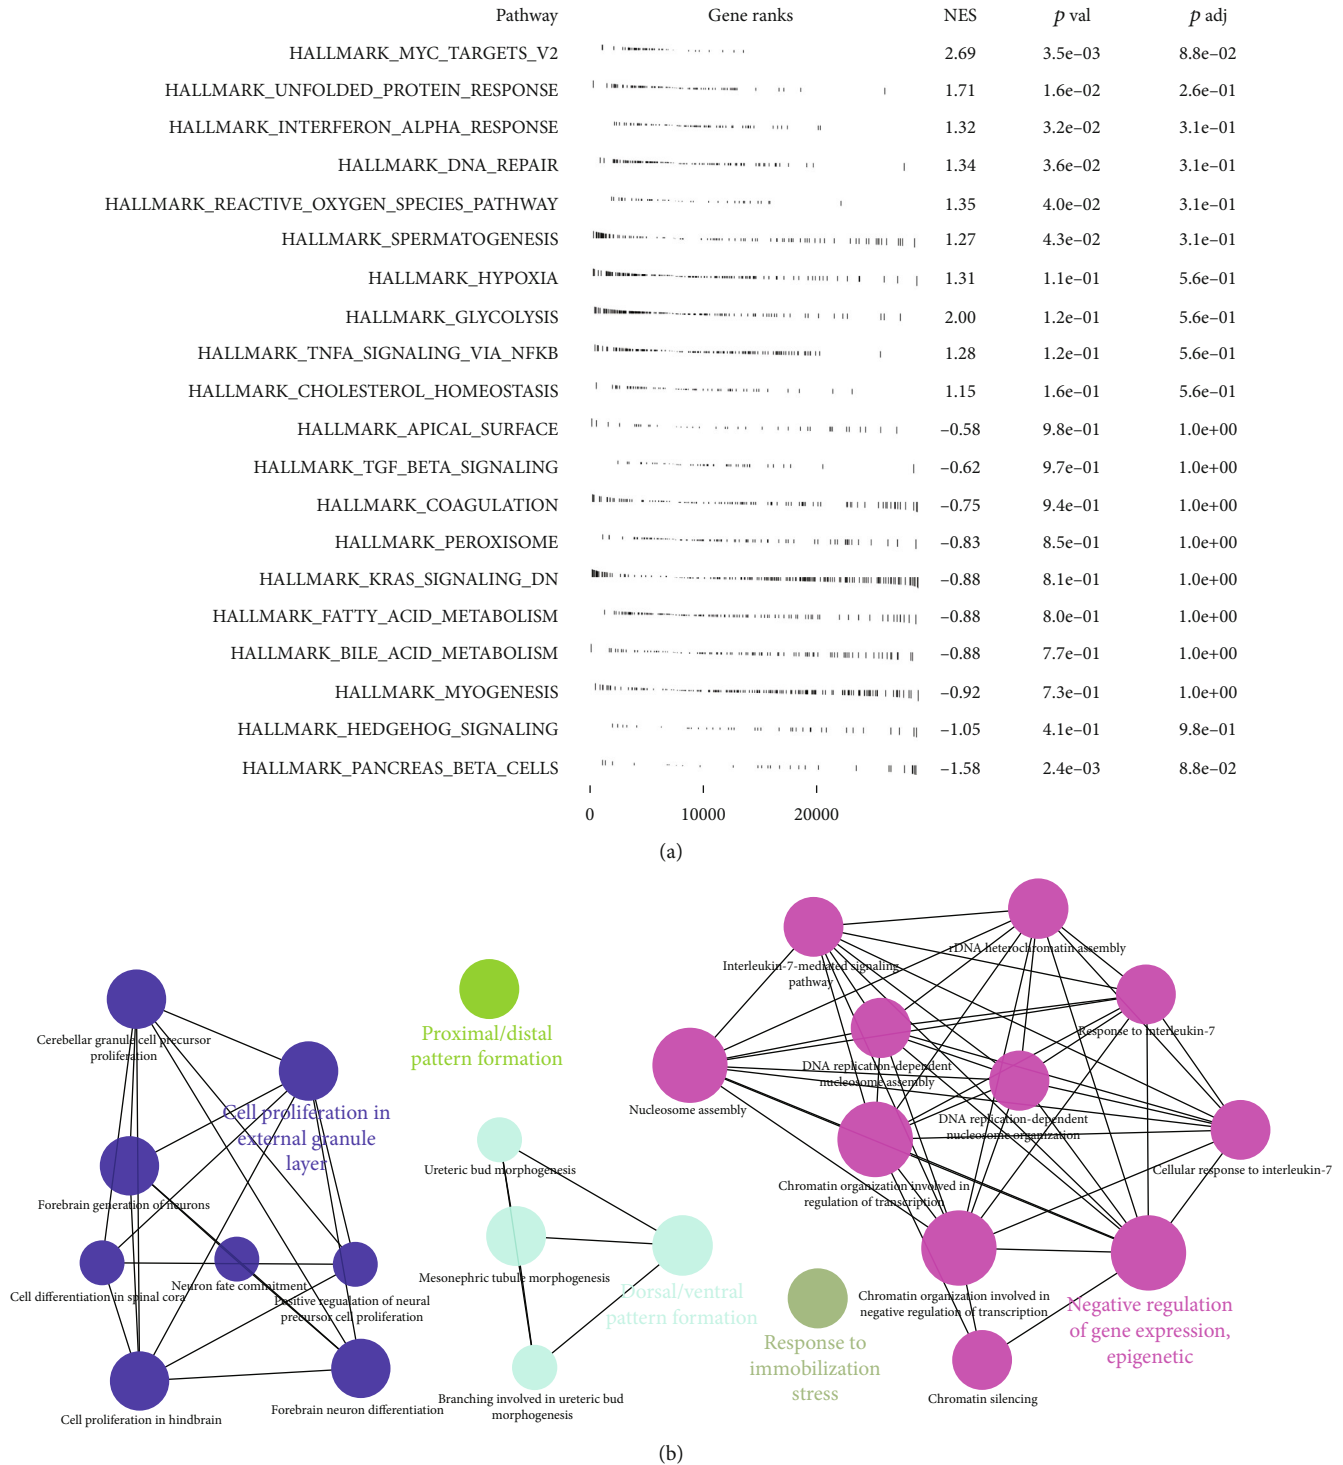 Pathway Gene ranks NES p val p adj
HALLMARK_MYC_TARGETS_V2 2.69 3.5e–03 8.8e–02
HALLMARK_UNFOLDED_PROTEIN_RESPONSE 1.71 1.6e–02 2.6e–01
HALLMARK_INTERFERON_ALPHA_RESPONSE 1.32 3.2e–02 3.1e–01
HALLMARK_DNA_REPAIR 1.34 3.6e–02 3.1e–01
HALLMARK_REACTIVE_OXYGEN_SPECIES_PATHWAY 1.35 4.0e–02 3.1e–01
HALLMARK_SPERMATOGENESIS 1.27 4.3e–02 3.1e–01
HALLMARK_HYPOXIA 1.31 1.1e–01 5.6e–01
HALLMARK_GLYCOLYSIS 2.00 1.2e–01 5.6e–01
HALLMARK_TNFA_SIGNALING_VIA_NFKB 1.28 1.2e–01 5.6e–01
HALLMARK_CHOLESTEROL_HOMEOSTASIS 1.15 1.6e–01 5.6e–01
HALLMARK_APICAL_SURFACE –0.58 9.8e–01 1.0e+00
HALLMARK_TGF_BETA_SIGNALING –0.62 9.7e–01 1.0e+00
HALLMARK_COAGULATION –0.75 9.4e–01 1.0e+00
HALLMARK_PEROXISOME –0.83 8.5e–01 1.0e+00
HALLMARK_KRAS_SIGNALING_DN –0.88 8.1e–01 1.0e+00
HALLMARK_FATTY_ACID_METABOLISM –0.88 8.0e–01 1.0e+00
HALLMARK_BILE_ACID_METABOLISM –0.88 7.7e–01 1.0e+00
HALLMARK_MYOGENESIS –0.92 7.3e–01 1.0e+00
HALLMARK_HEDGEHOG_SIGNALING –1.05 4.1e–01 9.8e–01
HALLMARK_PANCREAS_BETA_CELLS –1.58 2.4e–03 8.8e–02
0 10000 20000
(a)
Cerebellar granule cell precursor
proliferation
Cell proliferation in
external granule
layer
Forebrain generation of neurons
Cell differentiation in spinal cora
Neuron fate commitment
Positive reguaIation of neural
precursor cell proliferation
Cell proliferation in hindbrain
Forebrain neuron differentiation
Proximal/distal
pattern formation
Ureteric bud morphogenesis
Mesonephric tubule morphogenesis
Dorsal/ventral
pattern formation
Branching involved in ureteric bud
morphogenesis
Response to
immobilization
stress
Interleukin-7-mediated signaling
pathway
rDNA heterochromatin assembly
Response to interleukin-7
DNA replication-dependent
nucleosome assembly
Nucleosome assembly
DNA replication-dependent
nucleosome organization
Cellular response to interleukin-7
Chromatin organization involved in
regulation of transcription
Chromatin organization involved in
negative regulation of transcription
Negative regulation
of gene expression,
epigenetic
Chromatin silencing
(b)